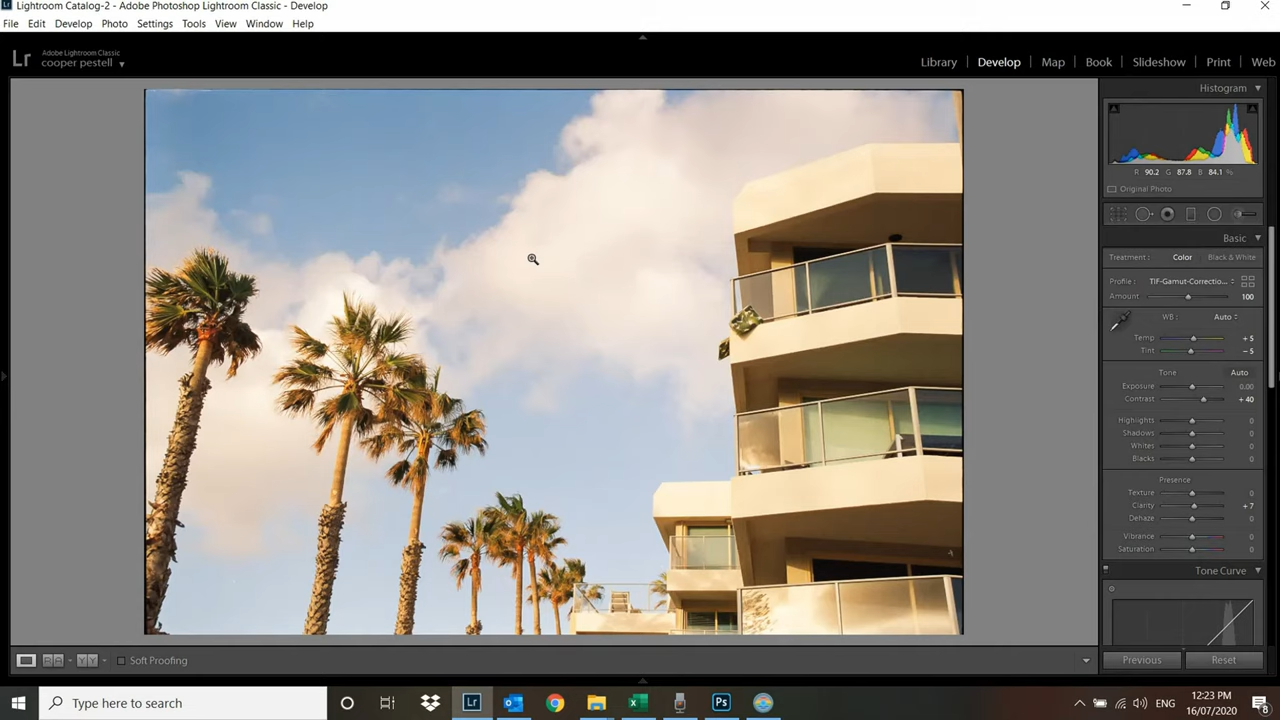 Lightroom Catalog-2 - Adobe Photoshop Lightroom Classic - Develop
File Edit Develop Photo Settings Tools View Window Help
Lr Adobe Lightroom Classic
cooper pestell
Library Develop Map Book Slideshow Print Web
Histogram
R 90.2 G 87.8 B 84.1 %
Original Photo
Basic
Treatment : Color Black & White
Profile : TIF-Gamut-Correctio...
Amount 100
WB : Auto
Temp + 5
Tint – 5
Tone Auto
Exposure 0.00
Contrast + 40
Highlights 0
Shadows 0
Whites 0
Blacks 0
Presence
Texture 0
Clarity + 7
Dehaze 0
Vibrance 0
Saturation 0
Tone Curve
Soft Proofing
Previous Reset
Type here to search
Lr
Ps
ENG
12:23 PM
16/07/2020
8